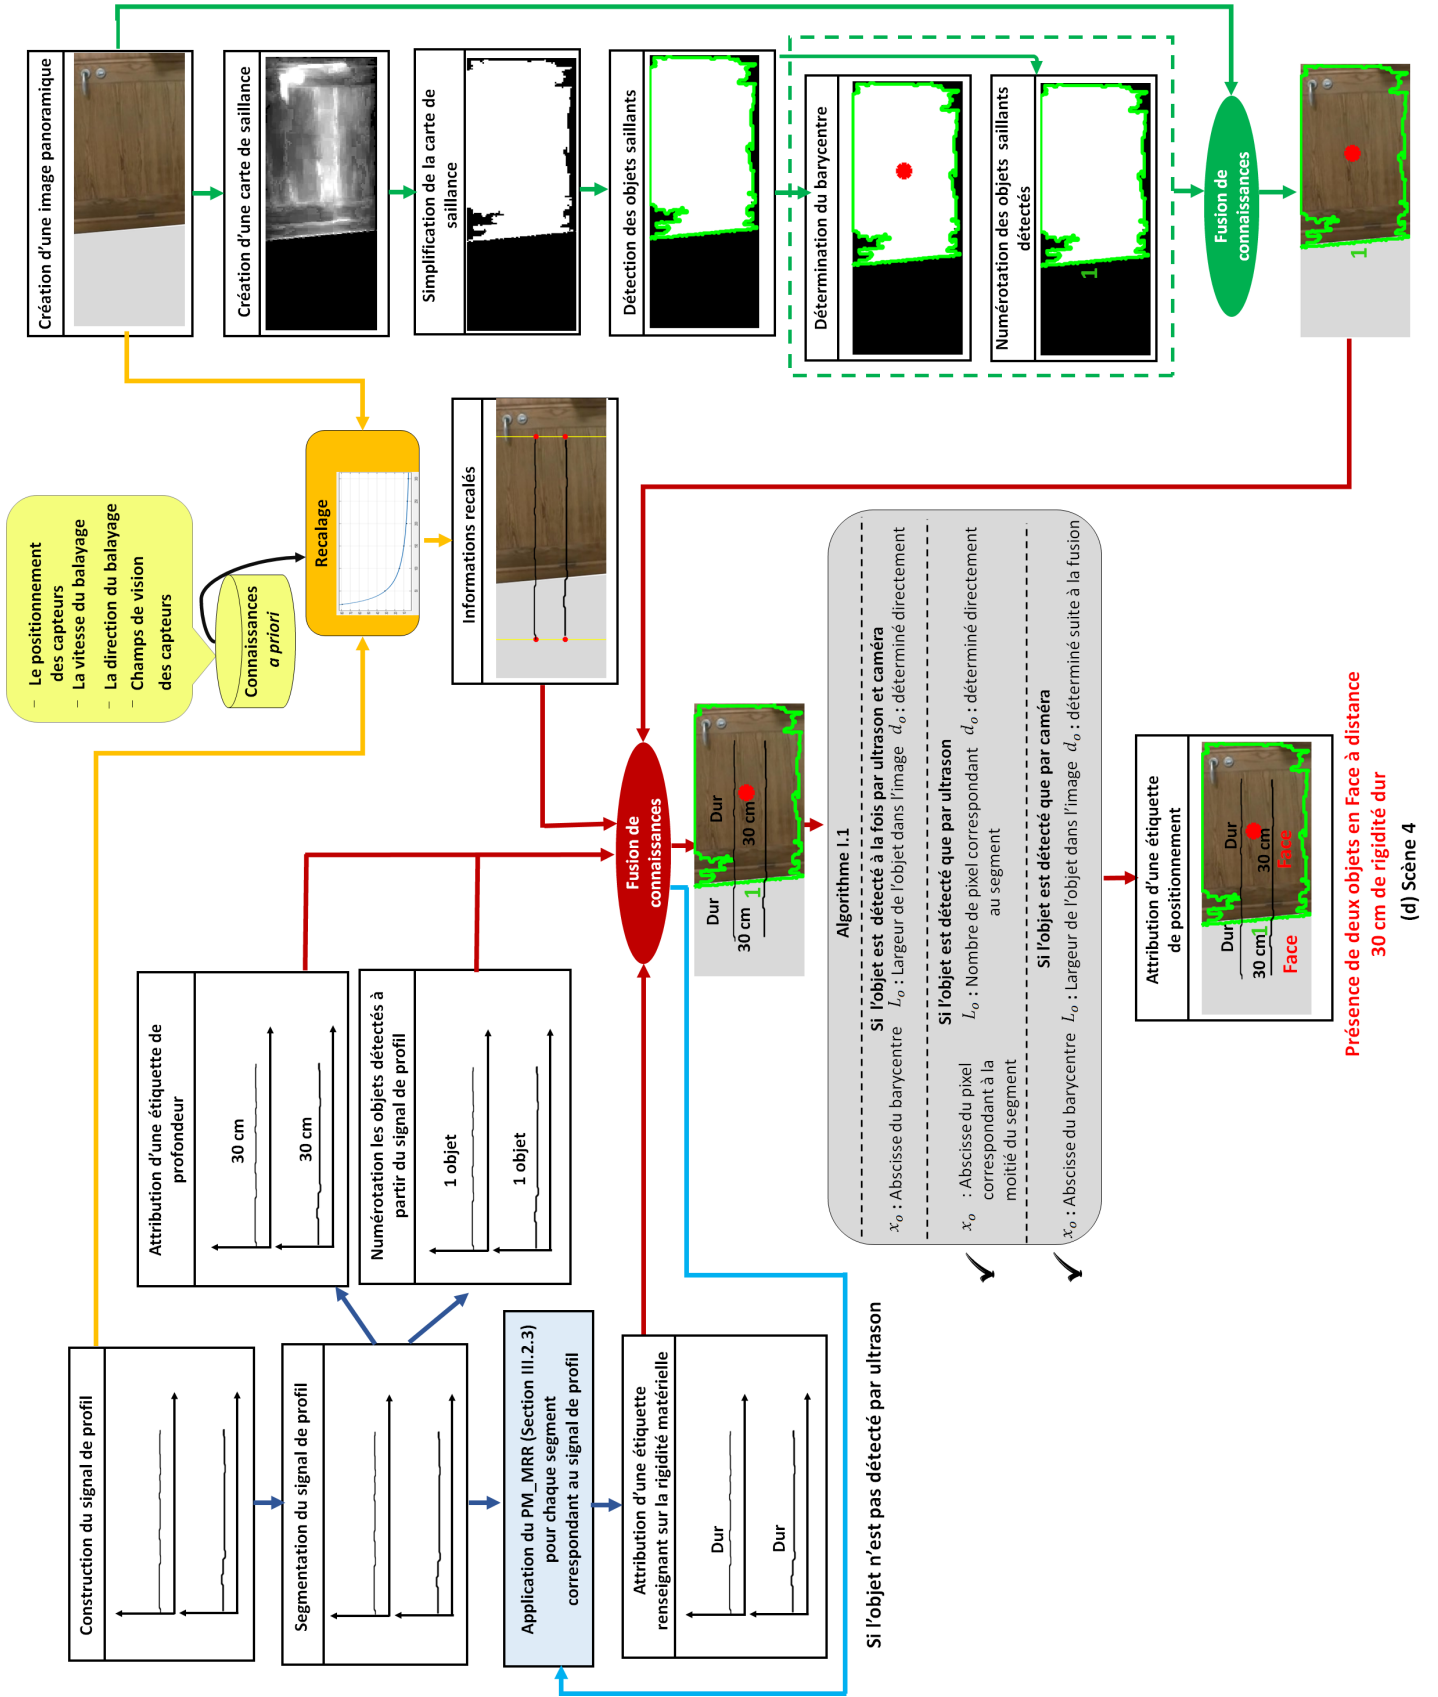 Construction du signal de profil
Segmentation du signal de profil
Application du PM_MRR (Section III.2.3)
pour chaque segment
correspondant au signal de profil
Attribution d'une étiquette
renseignant sur la rigidité matérielle
Dur
Dur
Si l'objet n'est pas détecté par ultrason
Attribution d'une étiquette de
profondeur
30 cm
30 cm
Numérotation les objets détectés à
partir du signal de profil
1 objet
1 objet
– Le positionnement
des capteurs
– La vitesse du balayage
– La direction du balayage
– Champs de vision
des capteurs
Connaissances
a priori
Recalage
Informations recalés
Fusion de
connaissances
Dur
Dur
30 cm
30 cm
1
Algorithme I.1
Si l'objet est détecté à la fois par ultrason et caméra
x_o : Abscisse du barycentre L_o : Largeur de l'objet dans l'image d_o : déterminé directement
Si l'objet est détecté que par ultrason
x_o : Abscisse du pixel
correspondant à la
moitié du segment
L_o : Nombre de pixel correspondant
au segment
d_o : déterminé directement
Si l'objet est détecté que par caméra
x_o : Abscisse du barycentre L_o : Largeur de l'objet dans l'image d_o : déterminé suite à la fusion
Attribution d'une étiquette
de positionnement
Dur
Dur
30 cm
30 cm
1
Face
Face
Présence de deux objets en Face à distance
30 cm de rigidité dur
(d) Scène 4
Création d'une image panoramique
Création d'une carte de saillance
Simplification de la carte de
saillance
Détection des objets saillants
Détermination du barycentre
Numérotation des objets saillants
détectés
1
Fusion de
connaissances
1